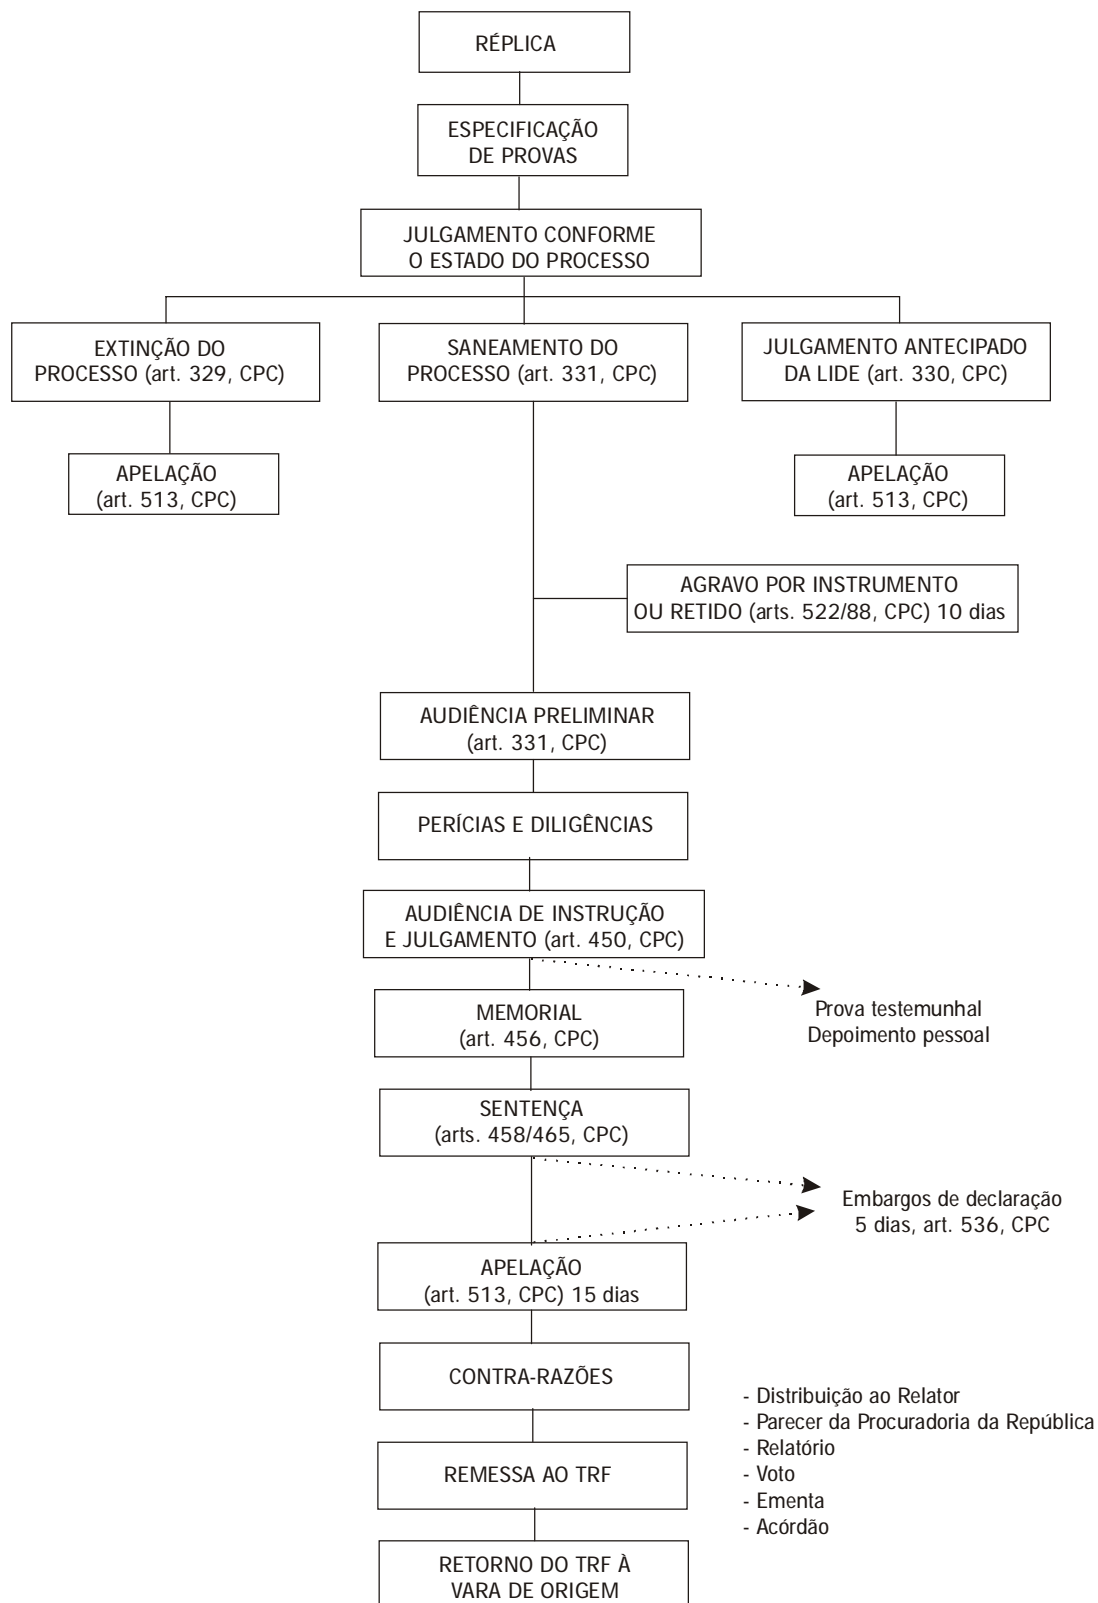 RÉPLICA
ESPECIFICAÇÃO
DE PROVAS
JULGAMENTO CONFORME
O ESTADO DO PROCESSO
EXTINÇÃO DO
PROCESSO (art. 329, CPC)
SANEAMENTO DO
PROCESSO (art. 331, CPC)
JULGAMENTO ANTECIPADO
DA LIDE (art. 330, CPC)
APELAÇÃO
(art. 513, CPC)
APELAÇÃO
(art. 513, CPC)
AGRAVO POR INSTRUMENTO
OU RETIDO (arts. 522/88, CPC) 10 dias
AUDIÊNCIA PRELIMINAR
(art. 331, CPC)
PERÍCIAS E DILIGÊNCIAS
AUDIÊNCIA DE INSTRUÇÃO
E JULGAMENTO (art. 450, CPC)
Prova testemunhal
Depoimento pessoal
MEMORIAL
(art. 456, CPC)
SENTENÇA
(arts. 458/465, CPC)
Embargos de declaração
5 dias, art. 536, CPC
APELAÇÃO
(art. 513, CPC) 15 dias
CONTRA-RAZÕES
- Distribuição ao Relator
- Parecer da Procuradoria da República
- Relatório
- Voto
- Ementa
- Acórdão
REMESSA AO TRF
RETORNO DO TRF À
VARA DE ORIGEM